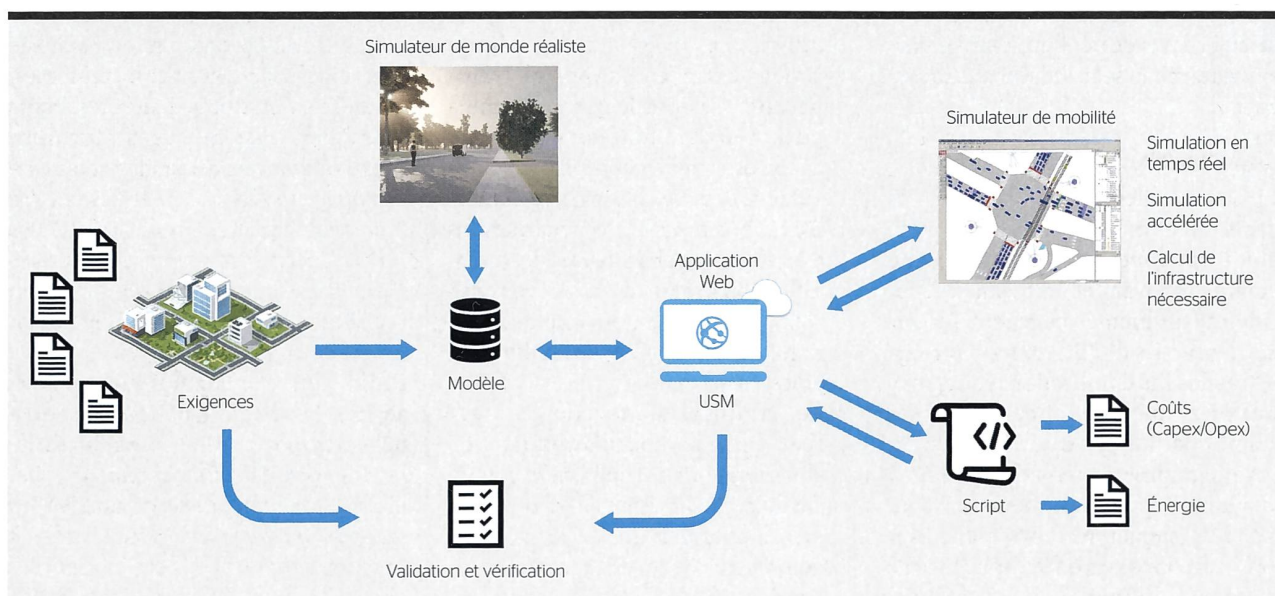 Simulateur de monde réaliste
Simulateur de mobilité
Simulation en
temps réel
Simulation
accélérée
Calcul de
l'infrastructure
nécessaire
Application
Web
Exigences
Modèle
USM
Coûts
(Capex/Opex)
Script
Énergie
Validation et vérification